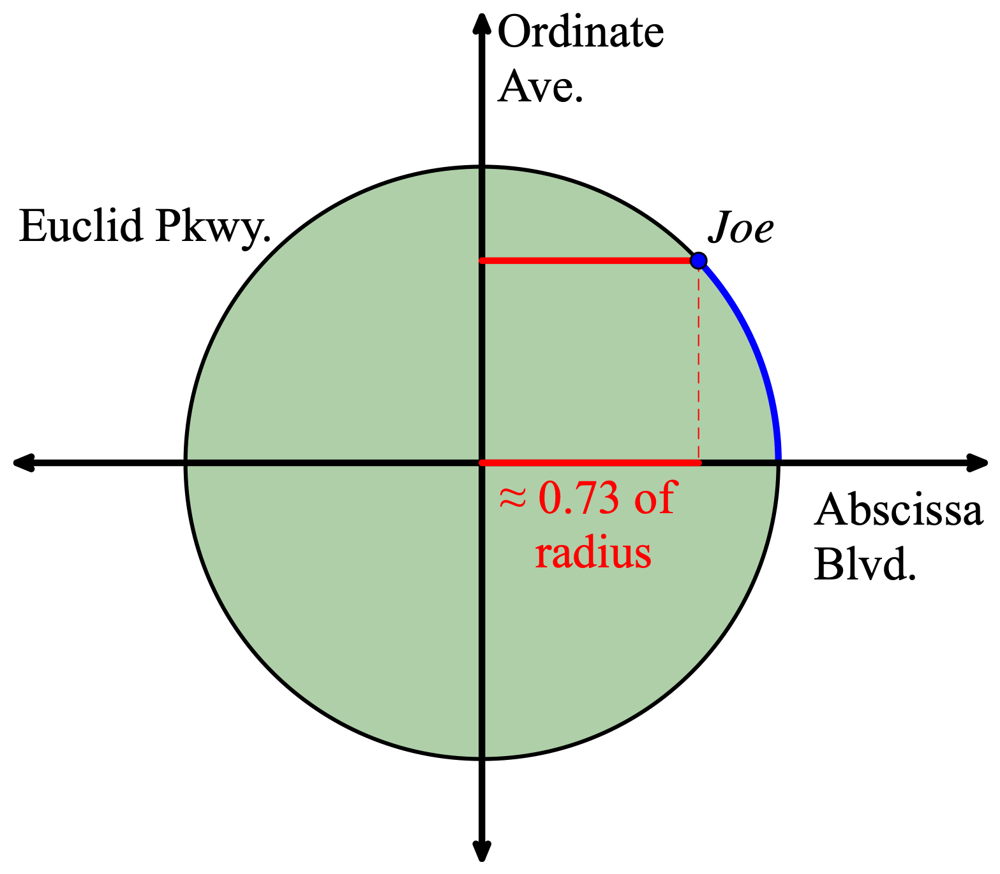 Ordinate
Ave.
Euclid Pkwy.
Joe
≈ 0.73 of
radius
Abscissa
Blvd.